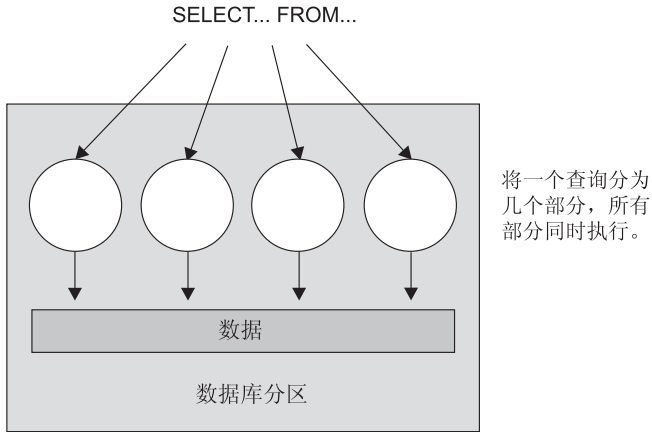 SELECT... FROM...
将一个查询分为
几个部分，所有
部分同时执行。
数据
数据库分区